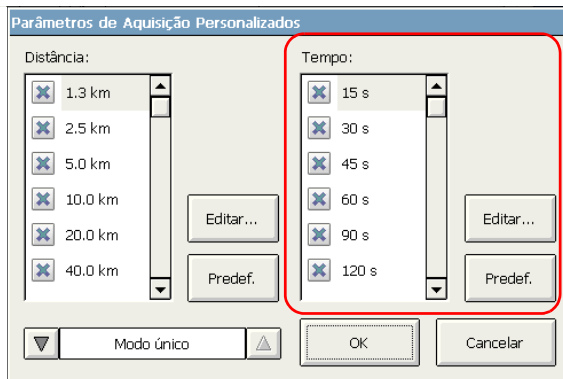 Parâmetros de Aquisição Personalizados
Distância:
1.3 km
2.5 km
5.0 km
10.0 km
20.0 km
40.0 km
Editar...
Predef.
Tempo:
15 s
30 s
45 s
60 s
90 s
120 s
Editar...
Predef.
Modo único
OK
Cancelar